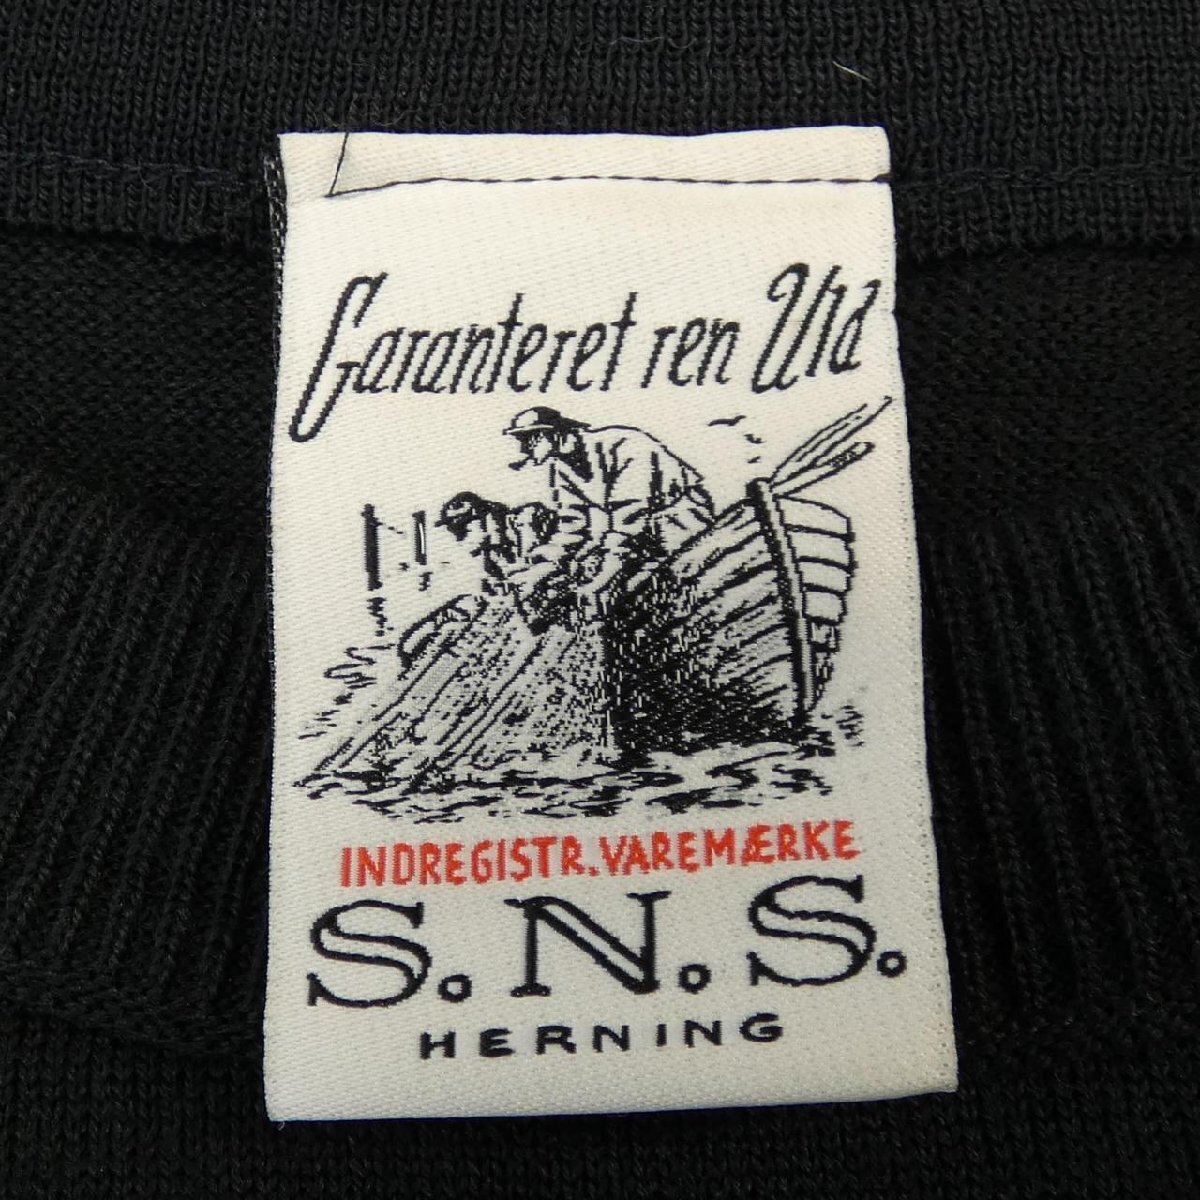 Garanteret ren Uld
INDREGISTR. VAREMÆRKE
S.N.S.
HERNING